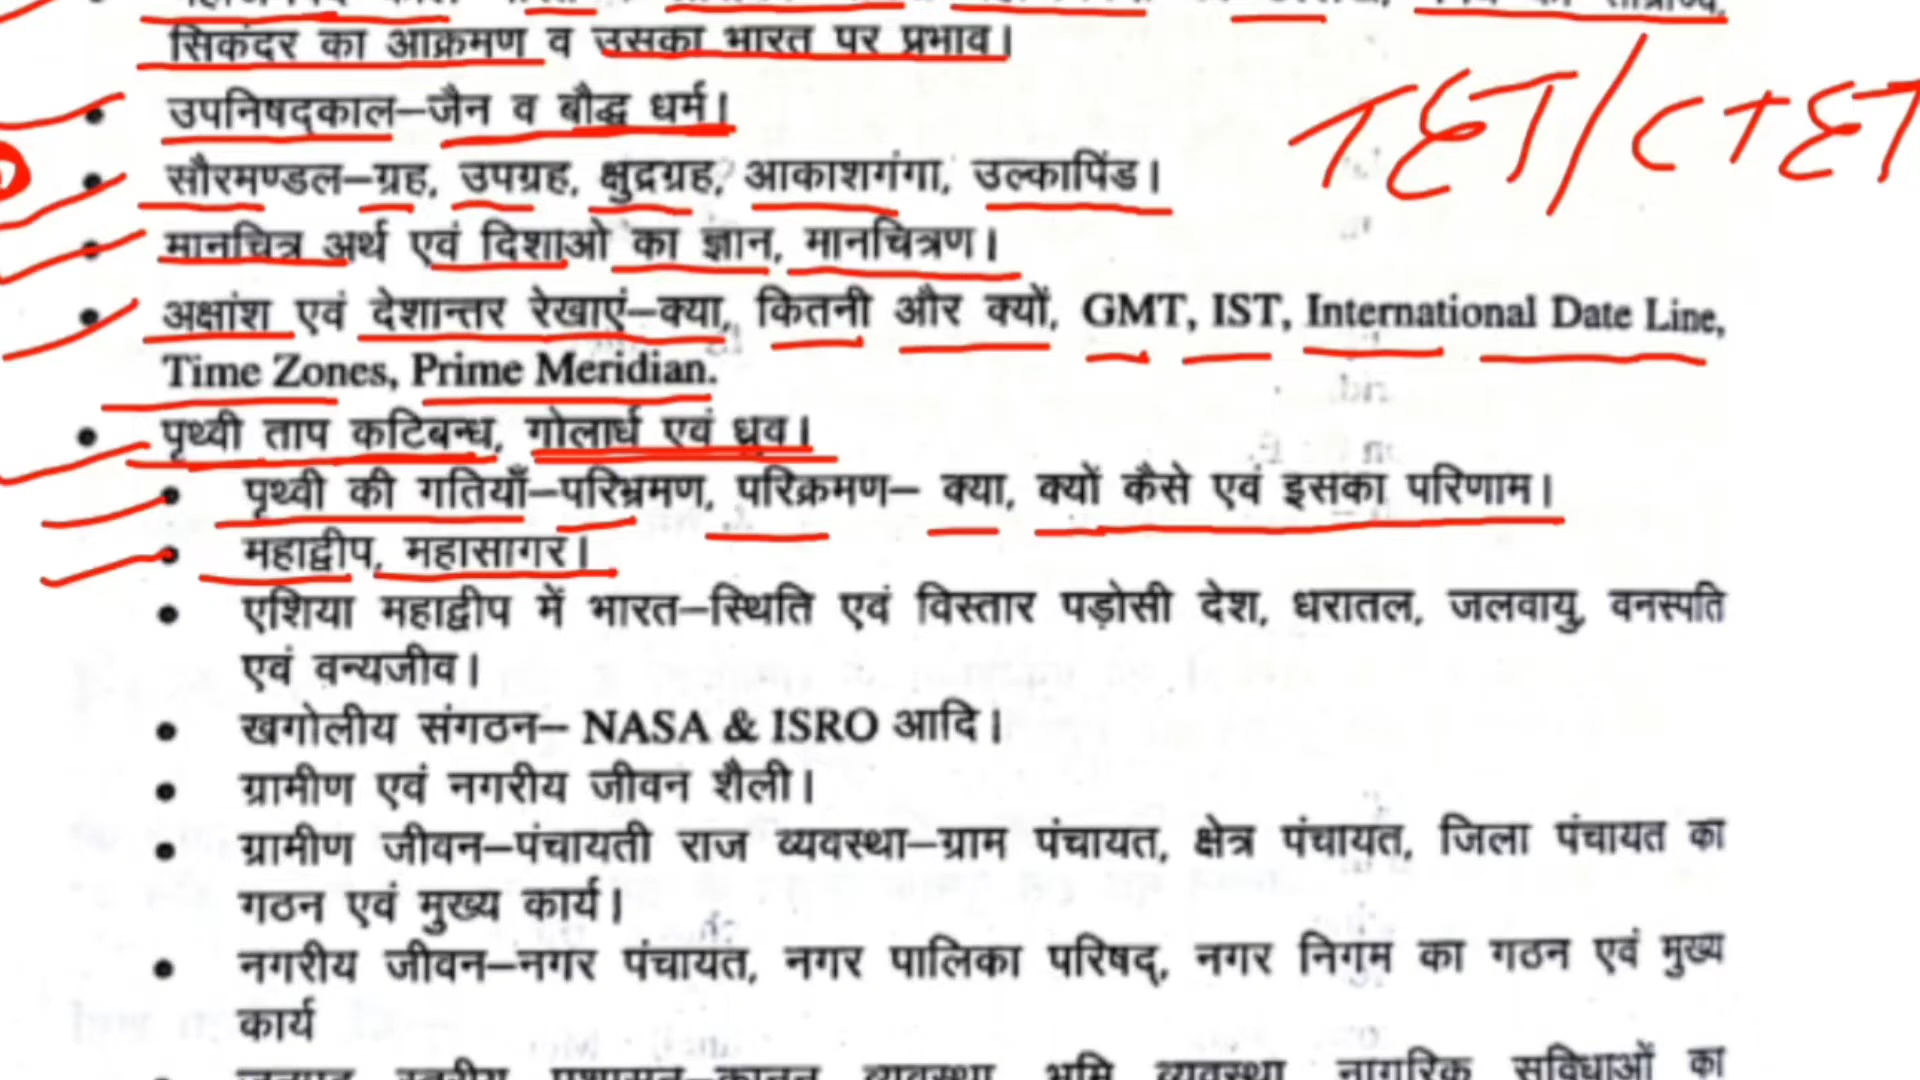 सिकंदर का आक्रमण व उसका भारत पर प्रभाव।
TET/CTET
• उपनिषद्काल–जैन व बौद्ध धर्म।
• सौरमण्डल–ग्रह, उपग्रह, क्षुद्रग्रह, आकाशगंगा, उल्कापिंड।
• मानचित्र अर्थ एवं दिशाओ का ज्ञान, मानचित्रण।
• अक्षांश एवं देशान्तर रेखाएं–क्या, कितनी और क्यों, GMT, IST, International Date Line,
Time Zones, Prime Meridian.
• पृथ्वी ताप कटिबन्ध, गोलार्ध एवं ध्रुव।
• पृथ्वी की गतियाँ–परिभ्रमण, परिक्रमण– क्या, क्यों कैसे एवं इसका परिणाम।
• महाद्वीप, महासागर।
• एशिया महाद्वीप में भारत–स्थिति एवं विस्तार पड़ोसी देश, धरातल, जलवायु, वनस्पति
एवं वन्यजीव।
• खगोलीय संगठन– NASA & ISRO आदि।
• ग्रामीण एवं नगरीय जीवन शैली।
• ग्रामीण जीवन–पंचायती राज व्यवस्था–ग्राम पंचायत, क्षेत्र पंचायत, जिला पंचायत का
गठन एवं मुख्य कार्य।
• नगरीय जीवन–नगर पंचायत, नगर पालिका परिषद्, नगर निगम का गठन एवं मुख्य
कार्य
व्यवस्था, भूमि व्यवस्था, नागरिक सुविधाओं का